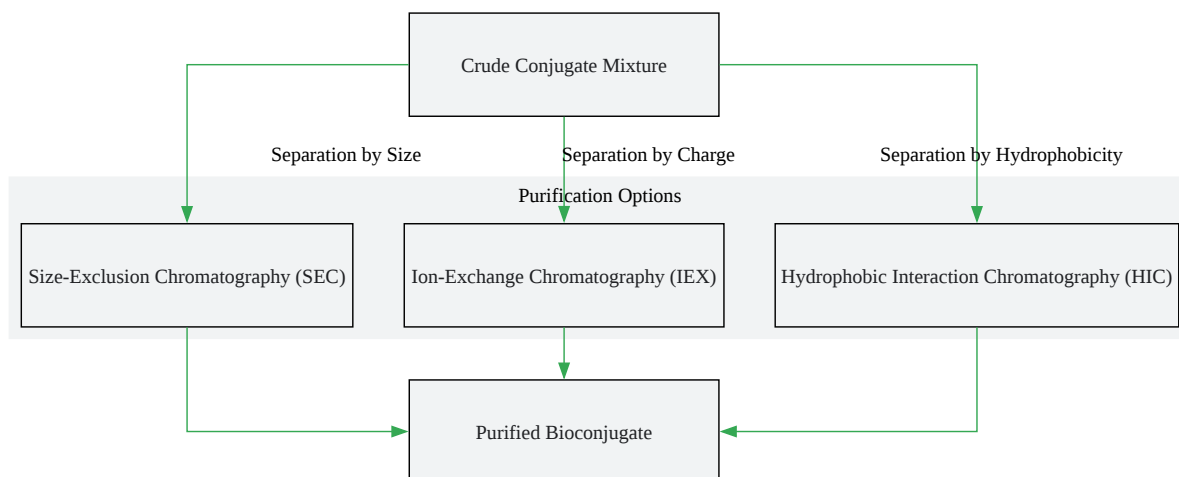 Crude Conjugate Mixture
Separation by Size
Separation by Charge
Separation by Hydrophobicity
Purification Options
Size-Exclusion Chromatography (SEC)
Ion-Exchange Chromatography (IEX)
Hydrophobic Interaction Chromatography (HIC)
Purified Bioconjugate